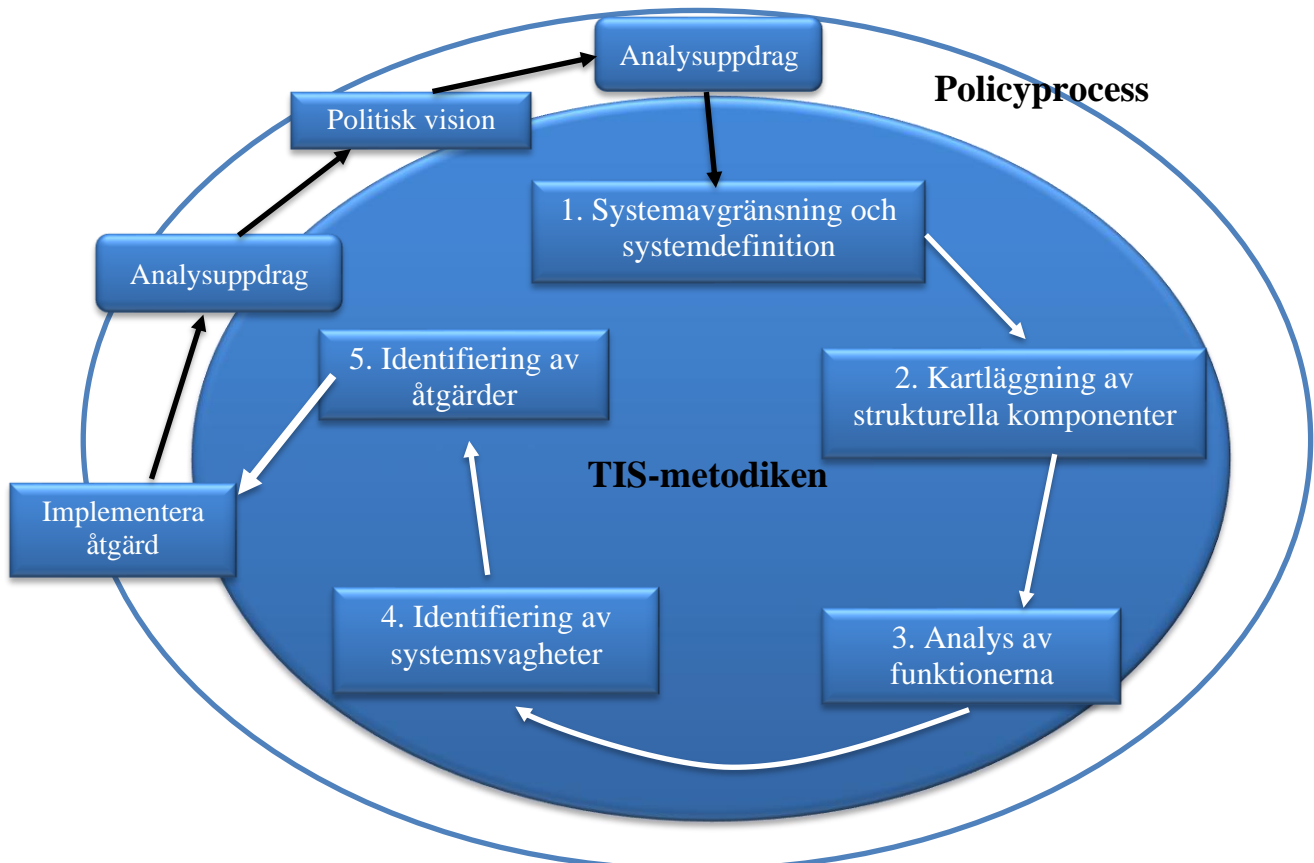 Analysuppdrag
Policyprocess
Politisk vision
1. Systemavgränsning och
systemdefinition
Analysuppdrag
5. Identifiering av
åtgärder
2. Kartläggning av
strukturella komponenter
TIS-metodiken
Implementera
åtgärd
4. Identifiering av
systemsvagheter
3. Analys av
funktionerna